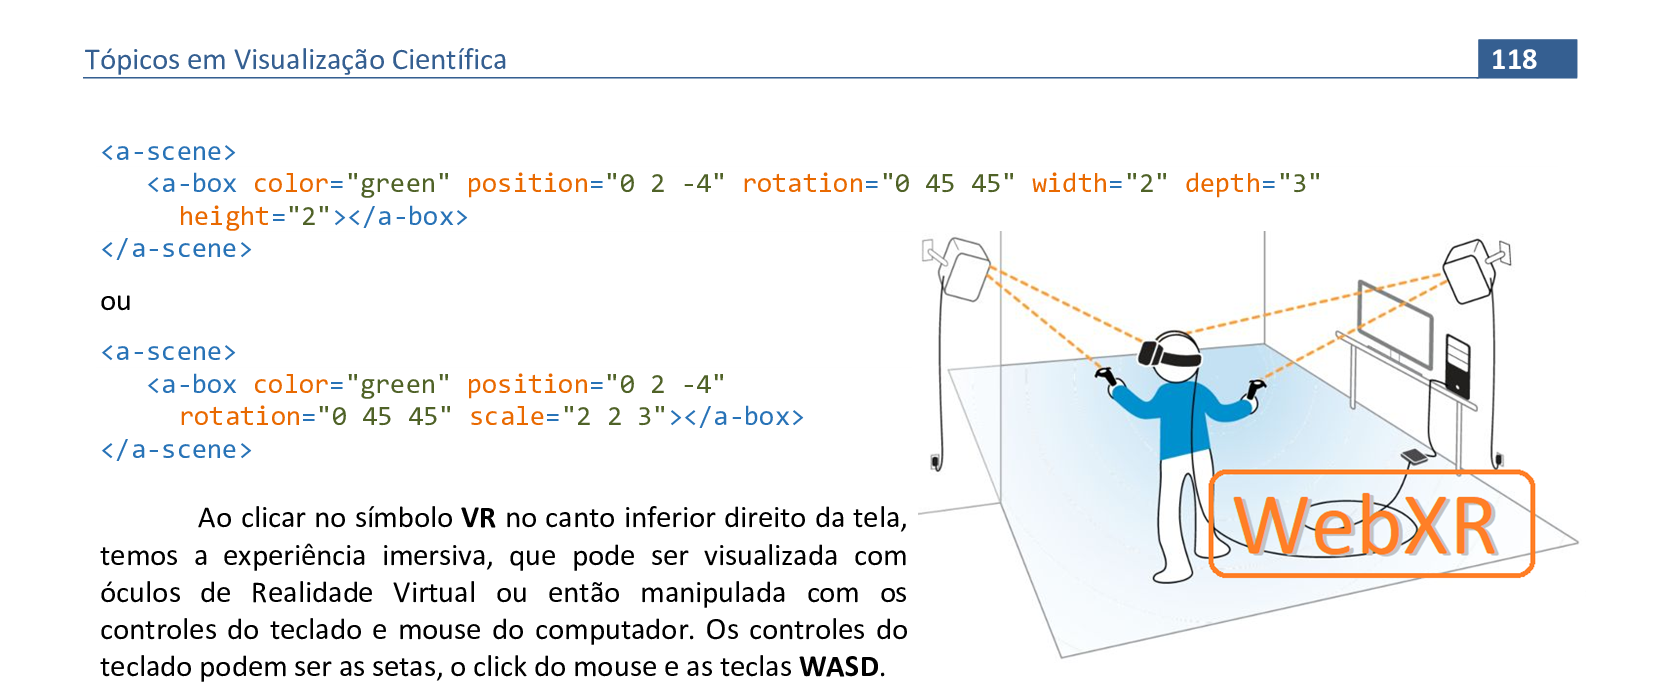 Tópicos em Visualização Científica
118
<a-scene>
<a-box color="green" position="0 2 -4" rotation="0 45 45" width="2" depth="3"
height="2"></a-box>
</a-scene>
ou
<a-scene>
<a-box color="green" position="0 2 -4"
rotation="0 45 45" scale="2 2 3"></a-box>
</a-scene>
Ao clicar no símbolo VR no canto inferior direito da tela,
temos a experiência imersiva, que pode ser visualizada com
óculos de Realidade Virtual ou então manipulada com os
controles do teclado e mouse do computador. Os controles do
teclado podem ser as setas, o click do mouse e as teclas WASD.
WebXR